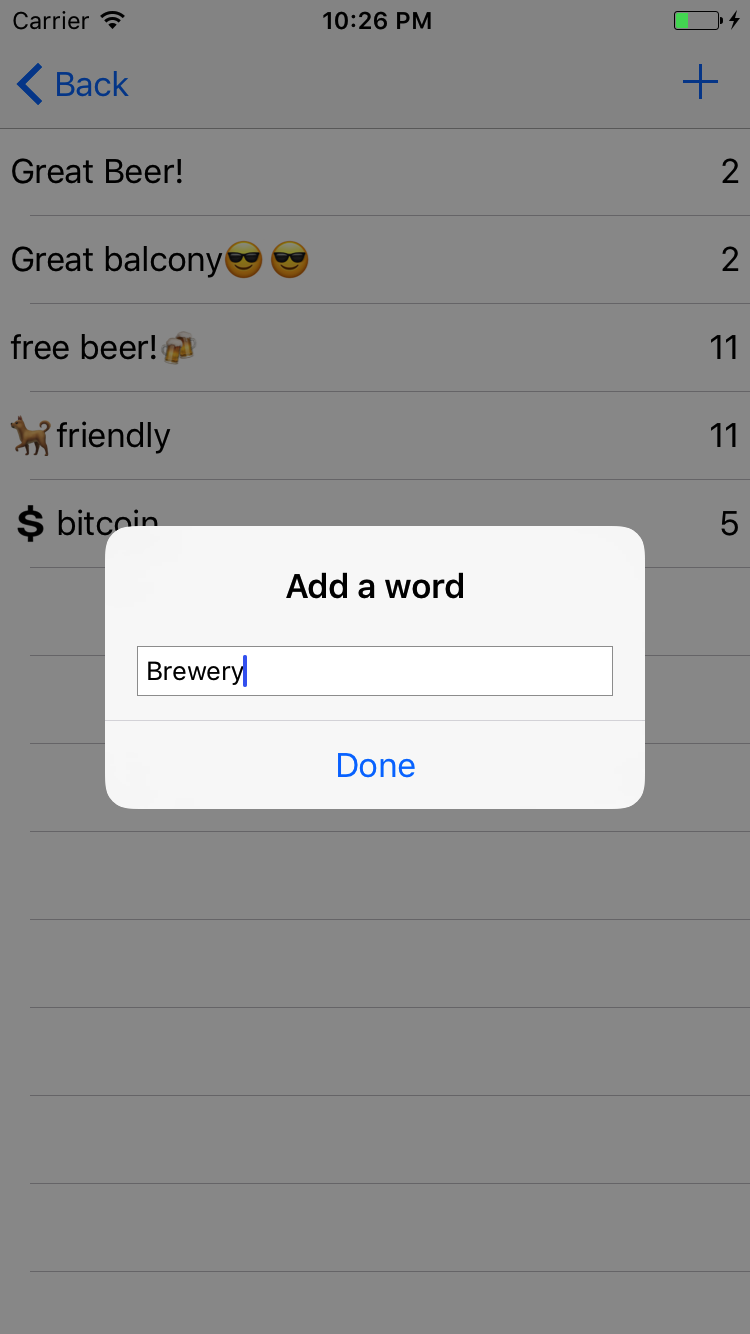 Carrier 10:26 PM
Back
Great Beer! 2
Great balcony😎😎 2
free beer!🍻 11
🐕friendly 11
💲bitcoin 5
Add a word
Brewery
Done